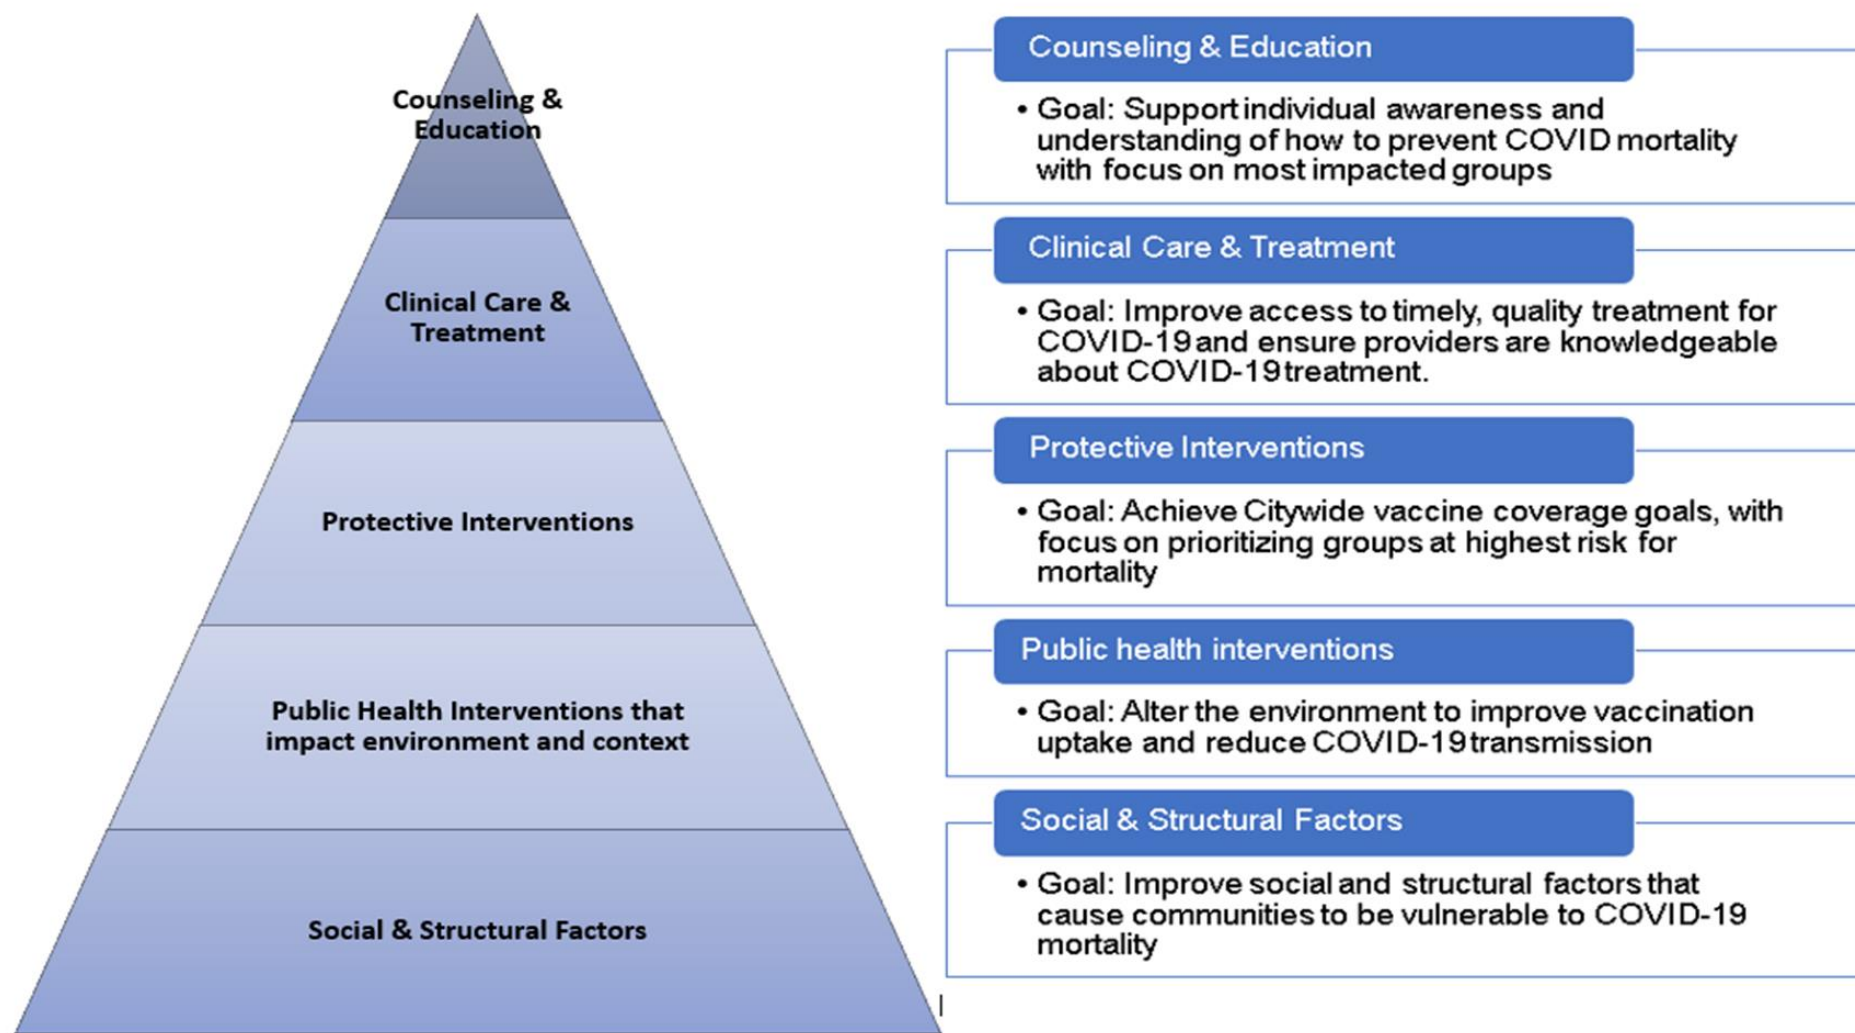 Counseling &
Education
Clinical Care &
Treatment
Protective Interventions
Public Health Interventions that
impact environment and context
Social & Structural Factors
Counseling & Education
• Goal: Support individual awareness and
understanding of how to prevent COVID mortality
with focus on most impacted groups
Clinical Care & Treatment
• Goal: Improve access to timely, quality treatment for
COVID-19 and ensure providers are knowledgeable
about COVID-19 treatment.
Protective Interventions
• Goal: Achieve Citywide vaccine coverage goals, with
focus on prioritizing groups at highest risk for
mortality
Public health interventions
• Goal: Alter the environment to improve vaccination
uptake and reduce COVID-19 transmission
Social & Structural Factors
• Goal: Improve social and structural factors that
cause communities to be vulnerable to COVID-19
mortality